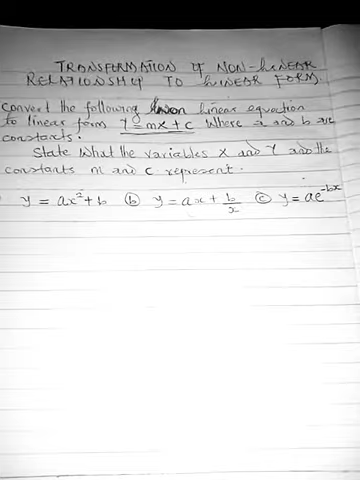 TRANSFORMATION OF NON-LINEAR
RELATIONSHIP TO LINEAR FORM.
Convert the following non linear equation
to linear form Y = mX + C Where a and b are
constants.
State What the variables X and Y and the
constants m and C represent.
y = ax² + b (b) y = ax + b/x (c) y = ae^-bx